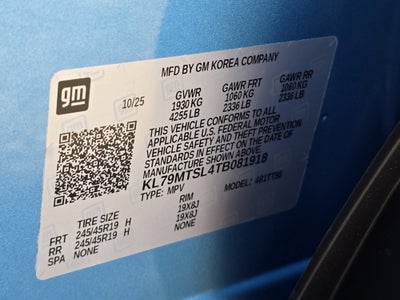 gm
MFD BY GM KOREA COMPANY
10/25
GVWR GAWR FRT GAWR RR
1930 KG 1060 KG 1060 KG
4255 LB 2336 LB 2336 LB
THIS VEHICLE CONFORMS TO ALL
APPLICABLE U.S. FEDERAL MOTOR
VEHICLE SAFETY AND THEFT PREVENTION
STANDARDS IN EFFECT ON THE DATE OF
MANUFACTURE SHOWN ABOVE.
KL79MTSL4TB081918
TYPE: MPV MODEL:
TIRE SIZE RIM
FRT 245/45R19 H 19X8J
RR 245/45R19 H 19X8J
SPA NONE NONE